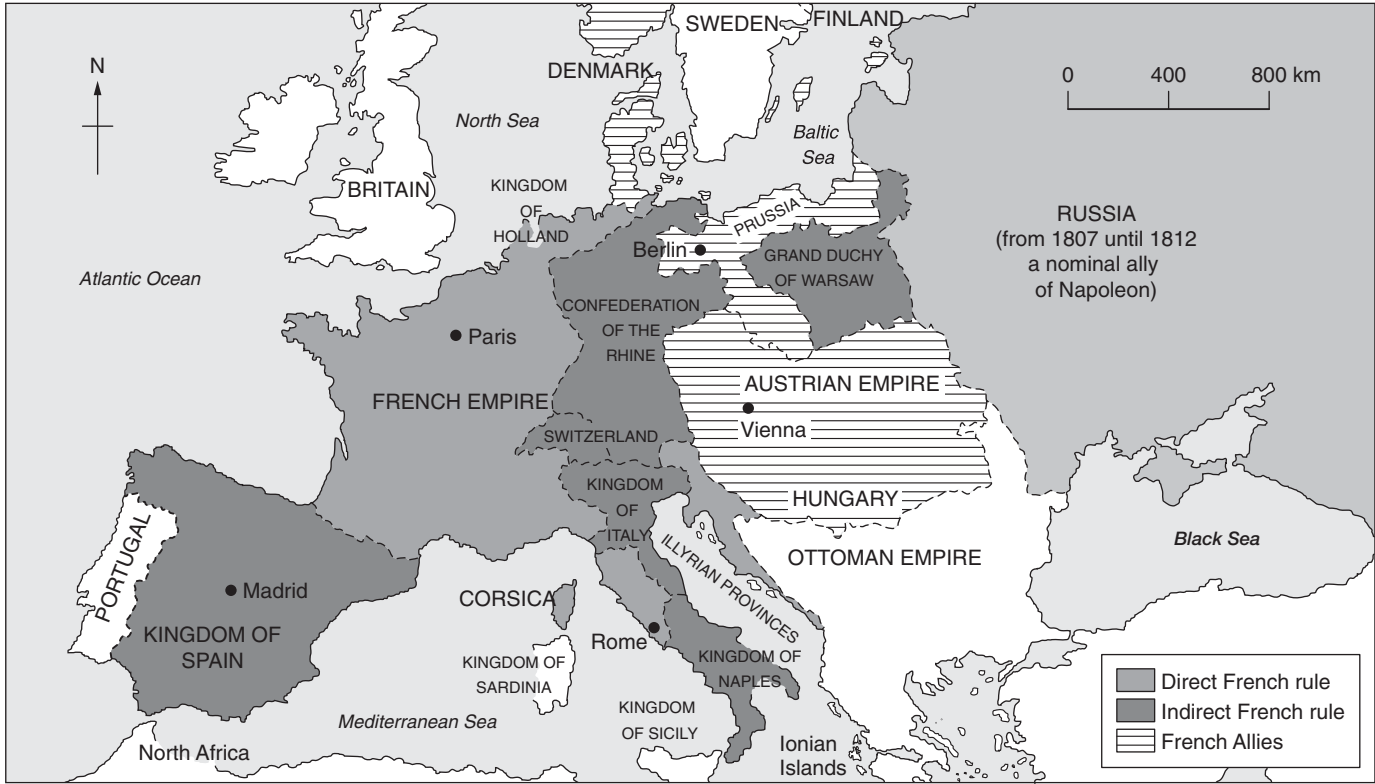 SWEDEN
FINLAND
N
DENMARK
0 400 800 km
North Sea
Baltic
Sea
BRITAIN
KINGDOM
OF
HOLLAND
PRUSSIA
RUSSIA
(from 1807 until 1812
a nominal ally
of Napoleon)
Atlantic Ocean
Berlin
GRAND DUCHY
OF WARSAW
CONFEDERATION
OF THE
RHINE
Paris
FRENCH EMPIRE
AUSTRIAN EMPIRE
Vienna
SWITZERLAND
KINGDOM
OF
ITALY
HUNGARY
PORTUGAL
ILLYRIAN PROVINCES
OTTOMAN EMPIRE
Black Sea
Madrid
CORSICA
KINGDOM OF
SPAIN
Rome
KINGDOM OF
SARDINIA
KINGDOM OF
NAPLES
Mediterranean Sea
KINGDOM
OF SICILY
North Africa
Ionian
Islands
Direct French rule
Indirect French rule
French Allies